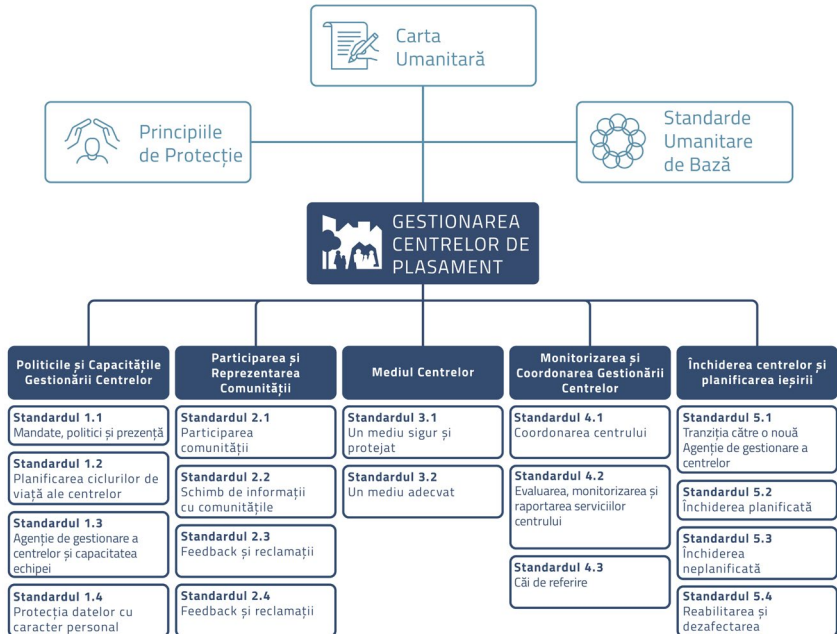 Carta
Umanitară
Principiile
de Protecție
Standarde
Umanitare
de Bază
GESTIONAREA
CENTRELOR DE
PLASAMENT
Politicile și Capacitățile
Gestionării Centrelor
Standardul 1.1
Mandate, politici și prezență
Standardul 1.2
Planificarea ciclurilor de
viață ale centrelor
Standardul 1.3
Agenție de gestionare a
centrelor și capacitatea
echipei
Standardul 1.4
Protecția datelor cu
caracter personal
Participarea și
Reprezentarea
Comunității
Standardul 2.1
Participarea
comunității
Standardul 2.2
Schimb de informații
cu comunitățile
Standardul 2.3
Feedback și reclamații
Standardul 2.4
Feedback și reclamații
Mediul Centrelor
Standardul 3.1
Un mediu sigur și
protejat
Standardul 3.2
Un mediu adecvat
Monitorizarea și
Coordonarea Gestionării
Centrelor
Standardul 4.1
Coordonarea centrului
Standardul 4.2
Evaluarea, monitorizarea și
raportarea serviciilor
centrului
Standardul 4.3
Căi de referire
Închiderea centrelor și
planificarea ieșirii
Standardul 5.1
Tranziția către o nouă
Agenție de gestionare a
centrelor
Standardul 5.2
Închiderea planificată
Standardul 5.3
Închiderea
neplanificată
Standardul 5.4
Reabilitarea și
dezafectarea